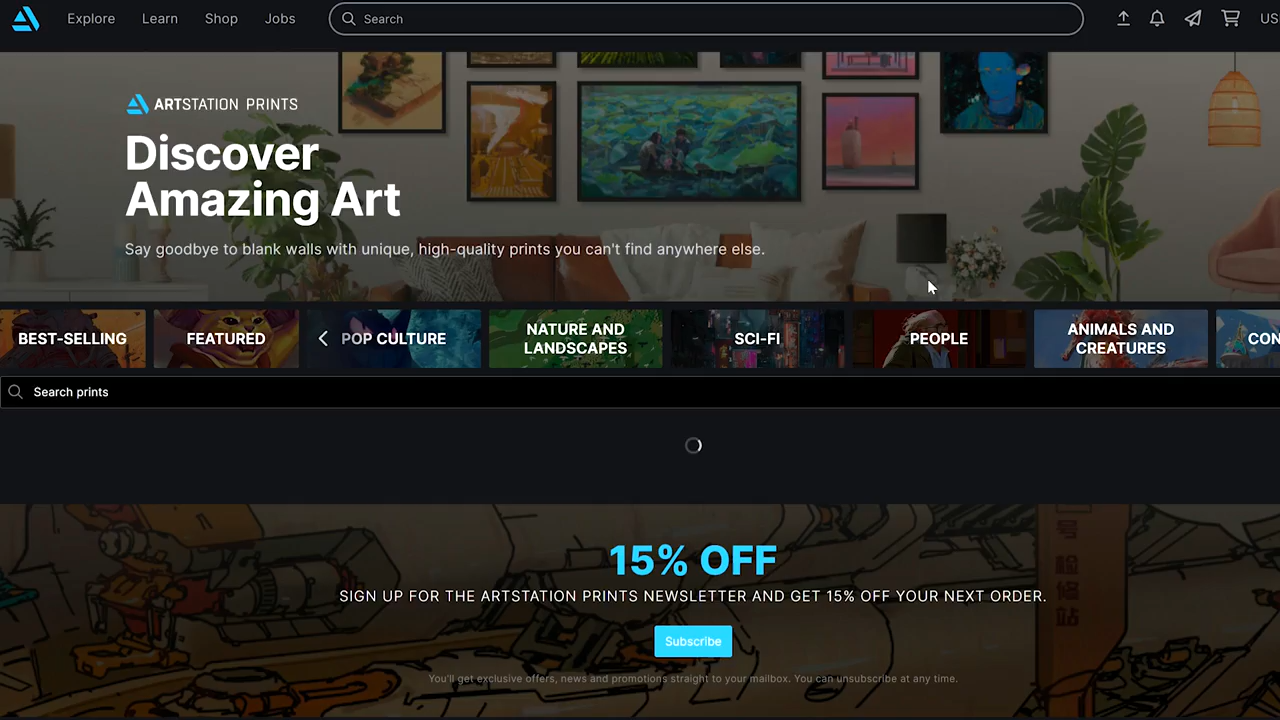 Explore
Learn
Shop
Jobs
Search
US
ARTSTATION PRINTS
Discover
Amazing Art
Say goodbye to blank walls with unique, high-quality prints you can't find anywhere else.
BEST-SELLING
FEATURED
POP CULTURE
NATURE AND
LANDSCAPES
SCI-FI
PEOPLE
ANIMALS AND
CREATURES
CON
Search prints
15% OFF
SIGN UP FOR THE ARTSTATION PRINTS NEWSLETTER AND GET 15% OFF YOUR NEXT ORDER.
Subscribe
You'll get exclusive offers, news and promotions straight to your mailbox. You can unsubscribe at any time.
号
检
修
站